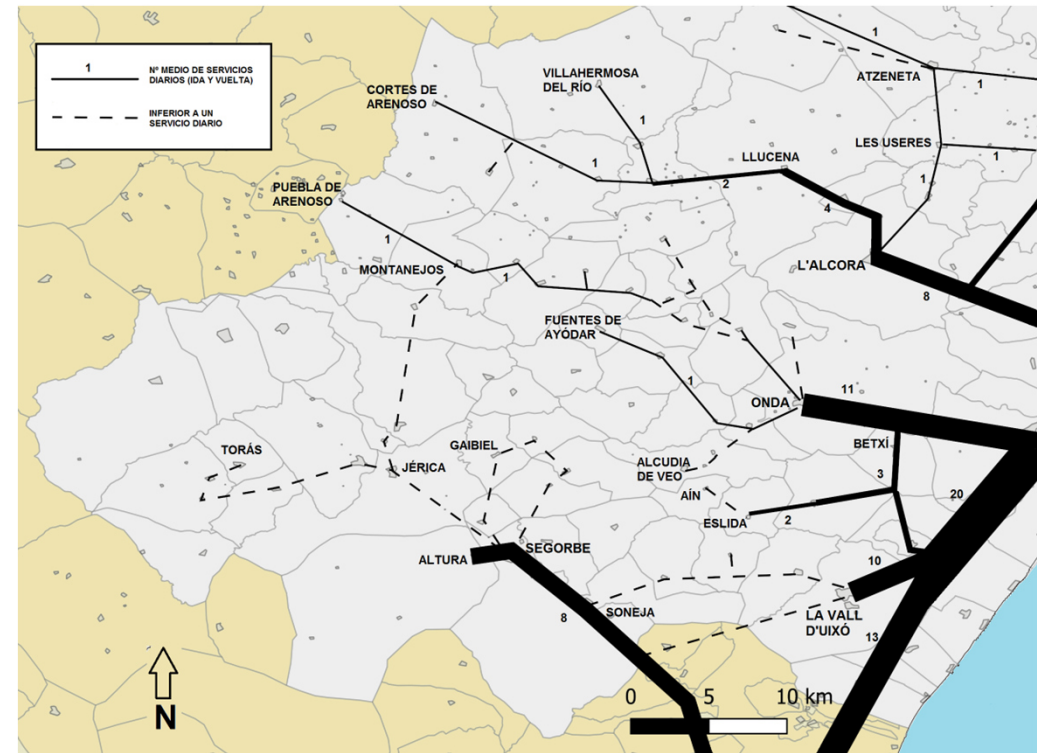 1
Nº MEDIO DE SERVICIOS
DIARIOS (IDA Y VUELTA)
INFERIOR A UN
SERVICIO DIARIO
1
VILLAHERMOSA
DEL RÍO
ATZENETA
1
CORTES DE
ARENOSO
1
LES USERES
1
LLUCENA
1
2
1
PUEBLA DE
ARENOSO
4
1
L'ALCORA
MONTANEJOS
1
8
FUENTES DE
AYÓDAR
1
11
ONDA
BETXÍ
GAIBIEL
TORÁS
JÉRICA
ALCUDIA
DE VEO
3
AÍN
20
ESLIDA
2
SEGORBE
ALTURA
10
8
SONEJA
LA VALL
D'UIXÓ
13
0 5 10 km
N